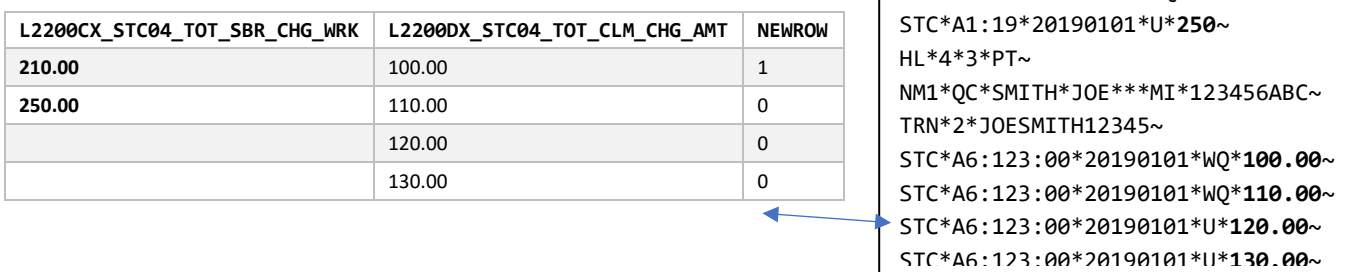 L2200CX_STC04_TOT_SBR_CHG_WRK L2200DX_STC04_TOT_CLM_CHG_AMT NEWROW
210.00 100.00 1
250.00 110.00 0
120.00 0
130.00 0
STC*A1:19*20190101*U*250~
HL*4*3*PT~
NM1*QC*SMITH*JOE***MI*123456ABC~
TRN*2*JOESMITH12345~
STC*A6:123:00*20190101*WQ*100.00~
STC*A6:123:00*20190101*WQ*110.00~
STC*A6:123:00*20190101*U*120.00~
STC*A6:123:00*20190101*U*130.00~